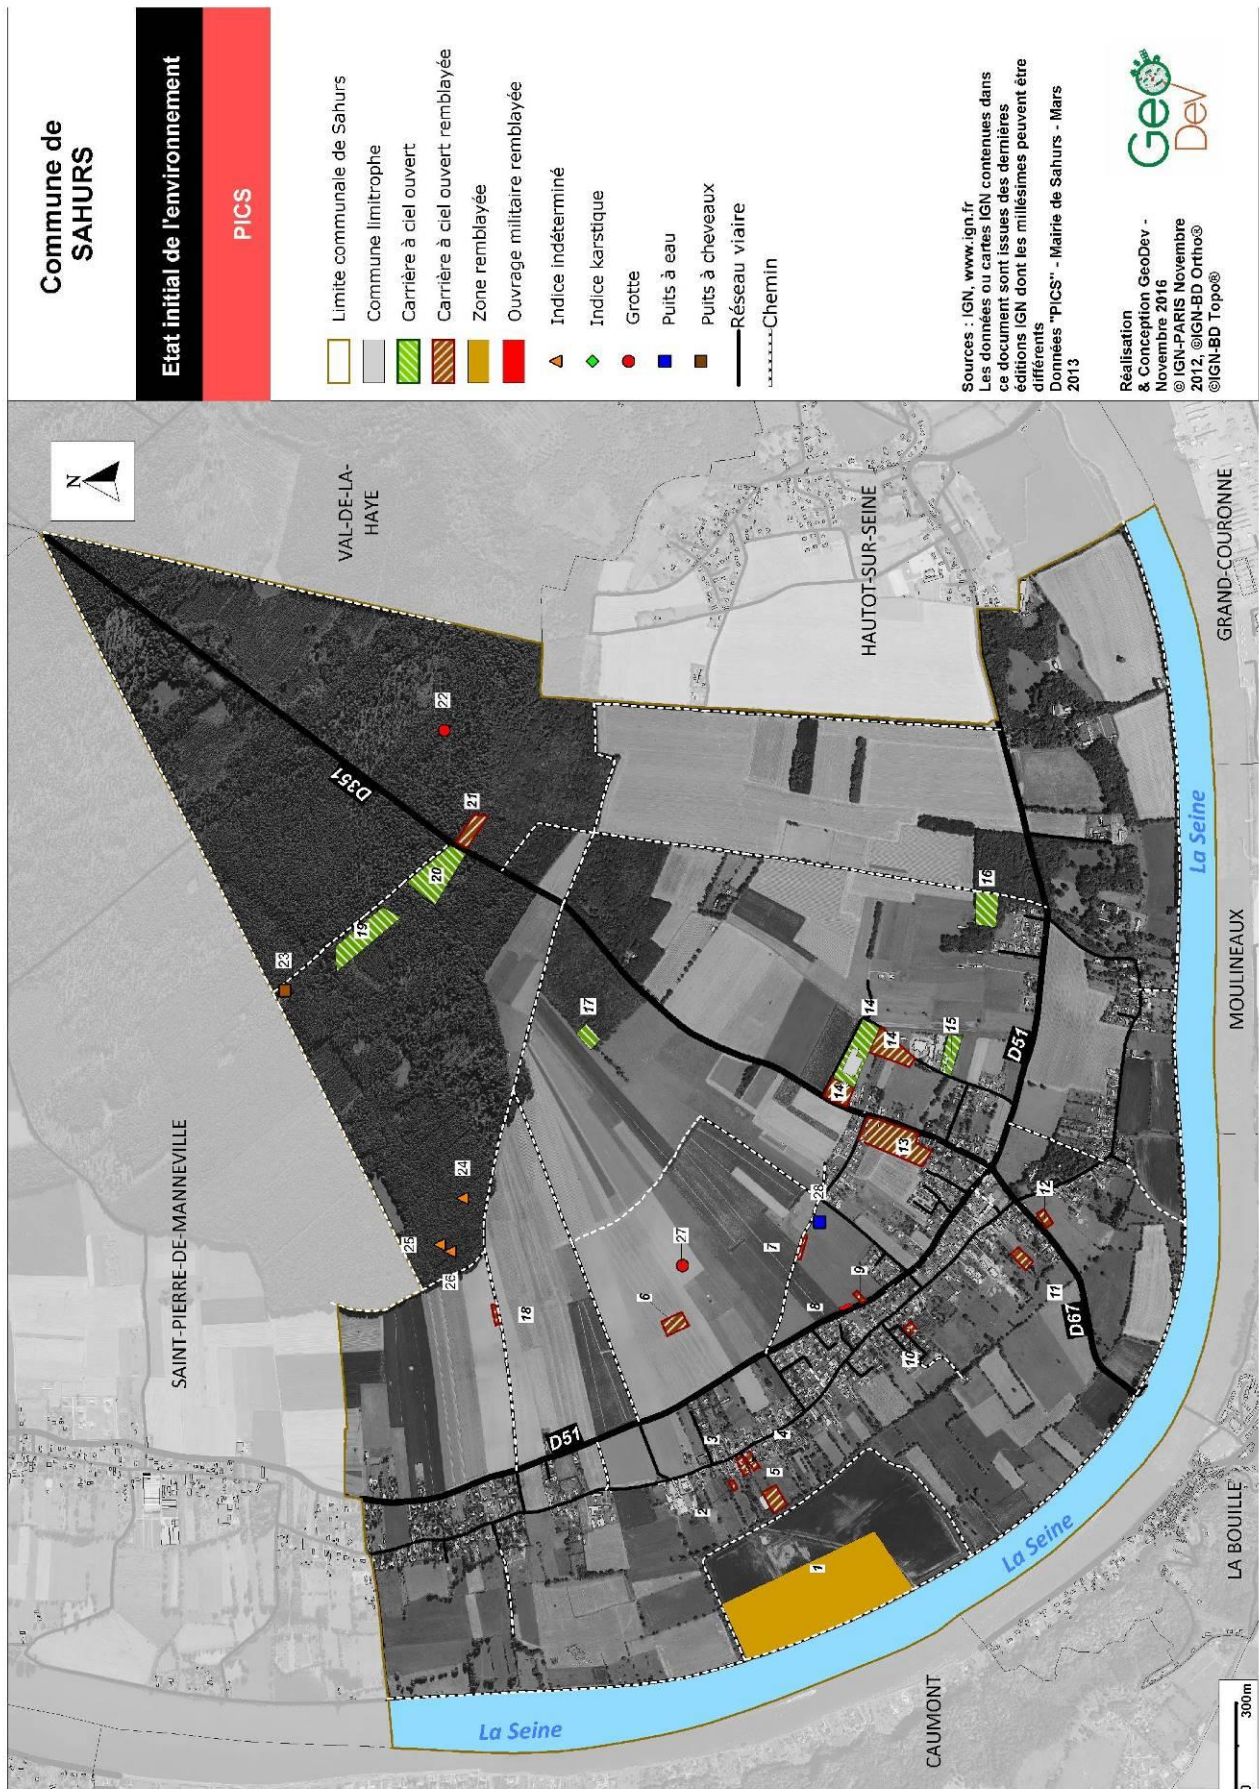 Commune de
SAHURS
Etat initial de l'environnement
PICS
Limite communale de Sahurs
Commune limitrophe
Carrière à ciel ouvert
Carrière à ciel ouvert remblayée
Zone remblayée
Ouvrage militaire remblayée
Indice indéterminé
Indice karstique
Grotte
Puits à eau
Puits à cheveaux
Réseau viaire
Chemin
Sources : IGN, www.ign.fr
Les données ou cartes IGN contenues dans
ce document sont issues des dernières
éditions IGN dont les millésimes peuvent être
différents
Données "PICS" - Mairie de Sahurs - Mars
2013
Réalisation
& Conception GeoDev -
Novembre 2016
© IGN-PARIS Novembre
2012, ©IGN-BD Ortho®
©IGN-BD Topo®
Geo
Dev
N
VAL-DE-LA-
HAYE
HAUTOT-SUR-SEINE
GRAND-COURONNE
SAINT-PIERRE-DE-MANNEVILLE
MOULINEAUX
LA BOUILLE
CAUMONT
La Seine
La Seine
La Seine
D351
D51
D51
D67
22
21
20
19
23
17
16
14
14
14
15
13
24
25
26
27
28
18
6
7
8
9
12
11
10
3
4
5
2
1
0
300m